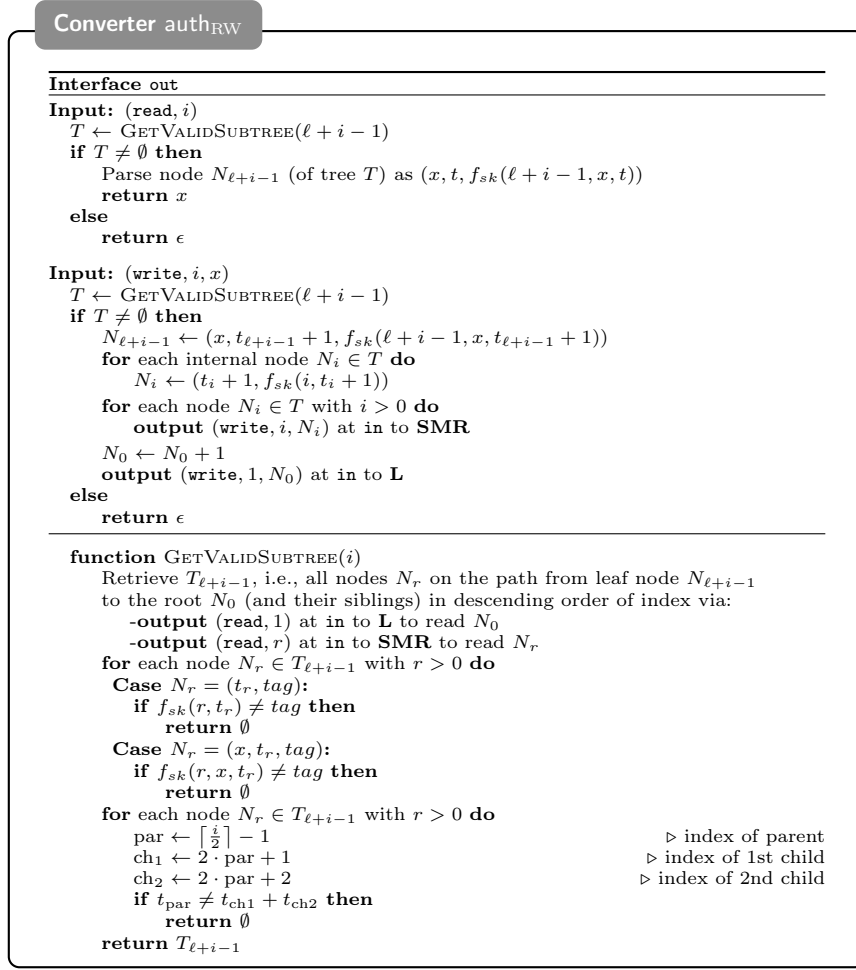 Converter auth_RW
Interface out
Input: (read, i)
T ← GetValidSubtree(ℓ + i − 1)
if T ≠ ∅ then
Parse node N_{ℓ+i−1} (of tree T) as (x, t, f_{sk}(ℓ + i − 1, x, t))
return x
else
return ϵ
Input: (write, i, x)
T ← GetValidSubtree(ℓ + i − 1)
if T ≠ ∅ then
N_{ℓ+i−1} ← (x, t_{ℓ+i−1} + 1, f_{sk}(ℓ + i − 1, x, t_{ℓ+i−1} + 1))
for each internal node N_i ∈ T do
N_i ← (t_i + 1, f_{sk}(i, t_i + 1))
for each node N_i ∈ T with i > 0 do
output (write, i, N_i) at in to SMR
N_0 ← N_0 + 1
output (write, 1, N_0) at in to L
else
return ϵ
function GetValidSubtree(i)
Retrieve T_{ℓ+i−1}, i.e., all nodes N_r on the path from leaf node N_{ℓ+i−1}
to the root N_0 (and their siblings) in descending order of index via:
-output (read, 1) at in to L to read N_0
-output (read, r) at in to SMR to read N_r
for each node N_r ∈ T_{ℓ+i−1} with r > 0 do
Case N_r = (t_r, tag):
if f_{sk}(r, t_r) ≠ tag then
return ∅
Case N_r = (x, t_r, tag):
if f_{sk}(r, x, t_r) ≠ tag then
return ∅
for each node N_r ∈ T_{ℓ+i−1} with r > 0 do
par ← ⌈i/2⌉ − 1 ▷ index of parent
ch_1 ← 2 · par + 1 ▷ index of 1st child
ch_2 ← 2 · par + 2 ▷ index of 2nd child
if t_{par} ≠ t_{ch1} + t_{ch2} then
return ∅
return T_{ℓ+i−1}